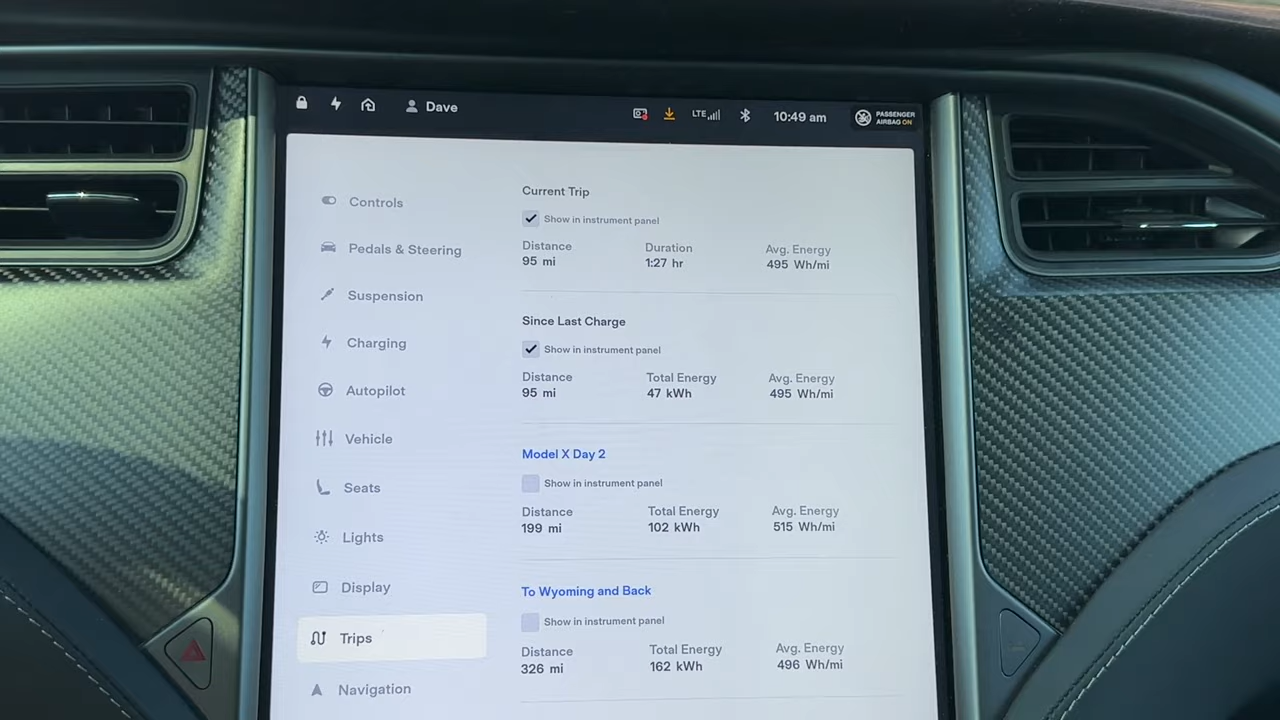 Dave
LTE
10:49 am
PASSENGER
AIRBAG ON
Controls
Pedals & Steering
Suspension
Charging
Autopilot
Vehicle
Seats
Lights
Display
Trips
Navigation
Current Trip
Show in instrument panel
Distance Duration Avg. Energy
95 mi 1:27 hr 495 Wh/mi
Since Last Charge
Show in instrument panel
Distance Total Energy Avg. Energy
95 mi 47 kWh 495 Wh/mi
Model X Day 2
Show in instrument panel
Distance Total Energy Avg. Energy
199 mi 102 kWh 515 Wh/mi
To Wyoming and Back
Show in instrument panel
Distance Total Energy Avg. Energy
326 mi 162 kWh 496 Wh/mi